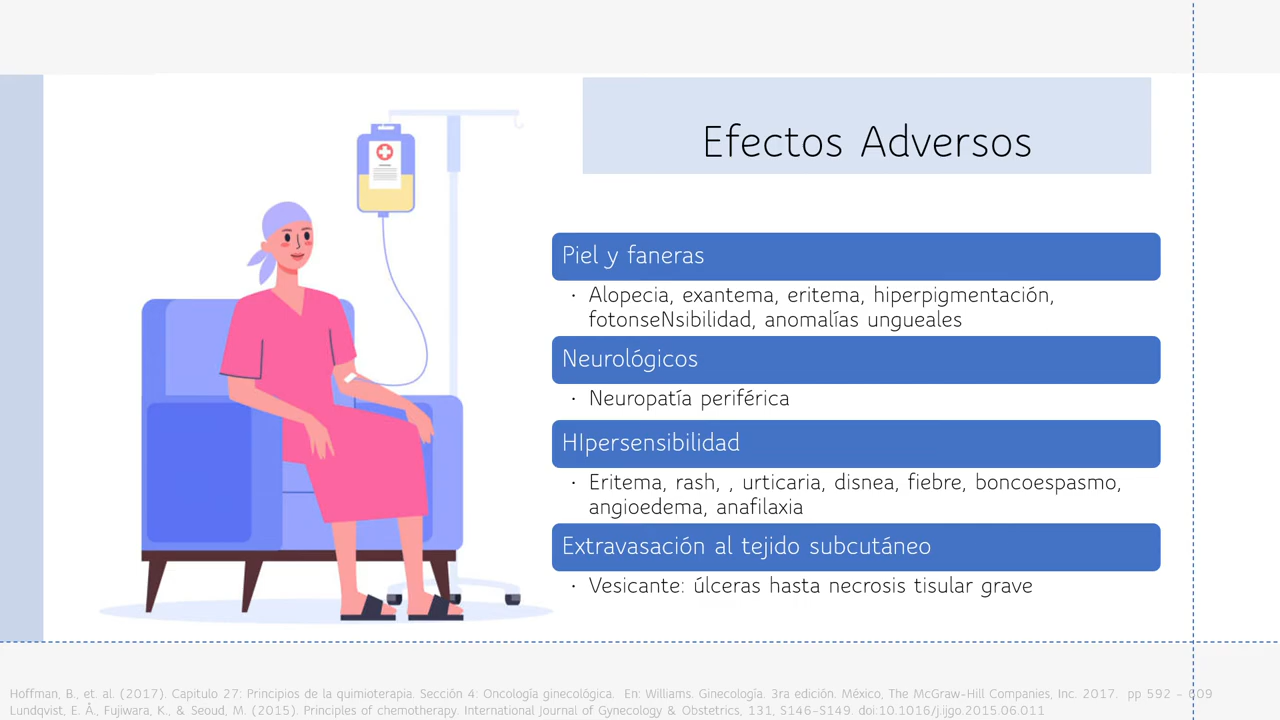 Efectos Adversos
Piel y faneras
• Alopecia, exantema, eritema, hiperpigmentación,
fotonseNsibilidad, anomalías ungueales
Neurológicos
• Neuropatía periférica
HIpersensibilidad
• Eritema, rash, , urticaria, disnea, fiebre, boncoespasmo,
angioedema, anafilaxia
Extravasación al tejido subcutáneo
• Vesicante: úlceras hasta necrosis tisular grave
Hoffman, B., et. al. (2017). Capitulo 27: Principios de la quimioterapia. Sección 4: Oncología ginecológica. En: Williams. Ginecología. 3ra edición. México, The McGraw-Hill Companies, Inc. 2017. pp 592 – 609
Lundqvist, E. Å., Fujiwara, K., & Seoud, M. (2015). Principles of chemotherapy. International Journal of Gynecology & Obstetrics, 131, S146–S149. doi:10.1016/j.ijgo.2015.06.011